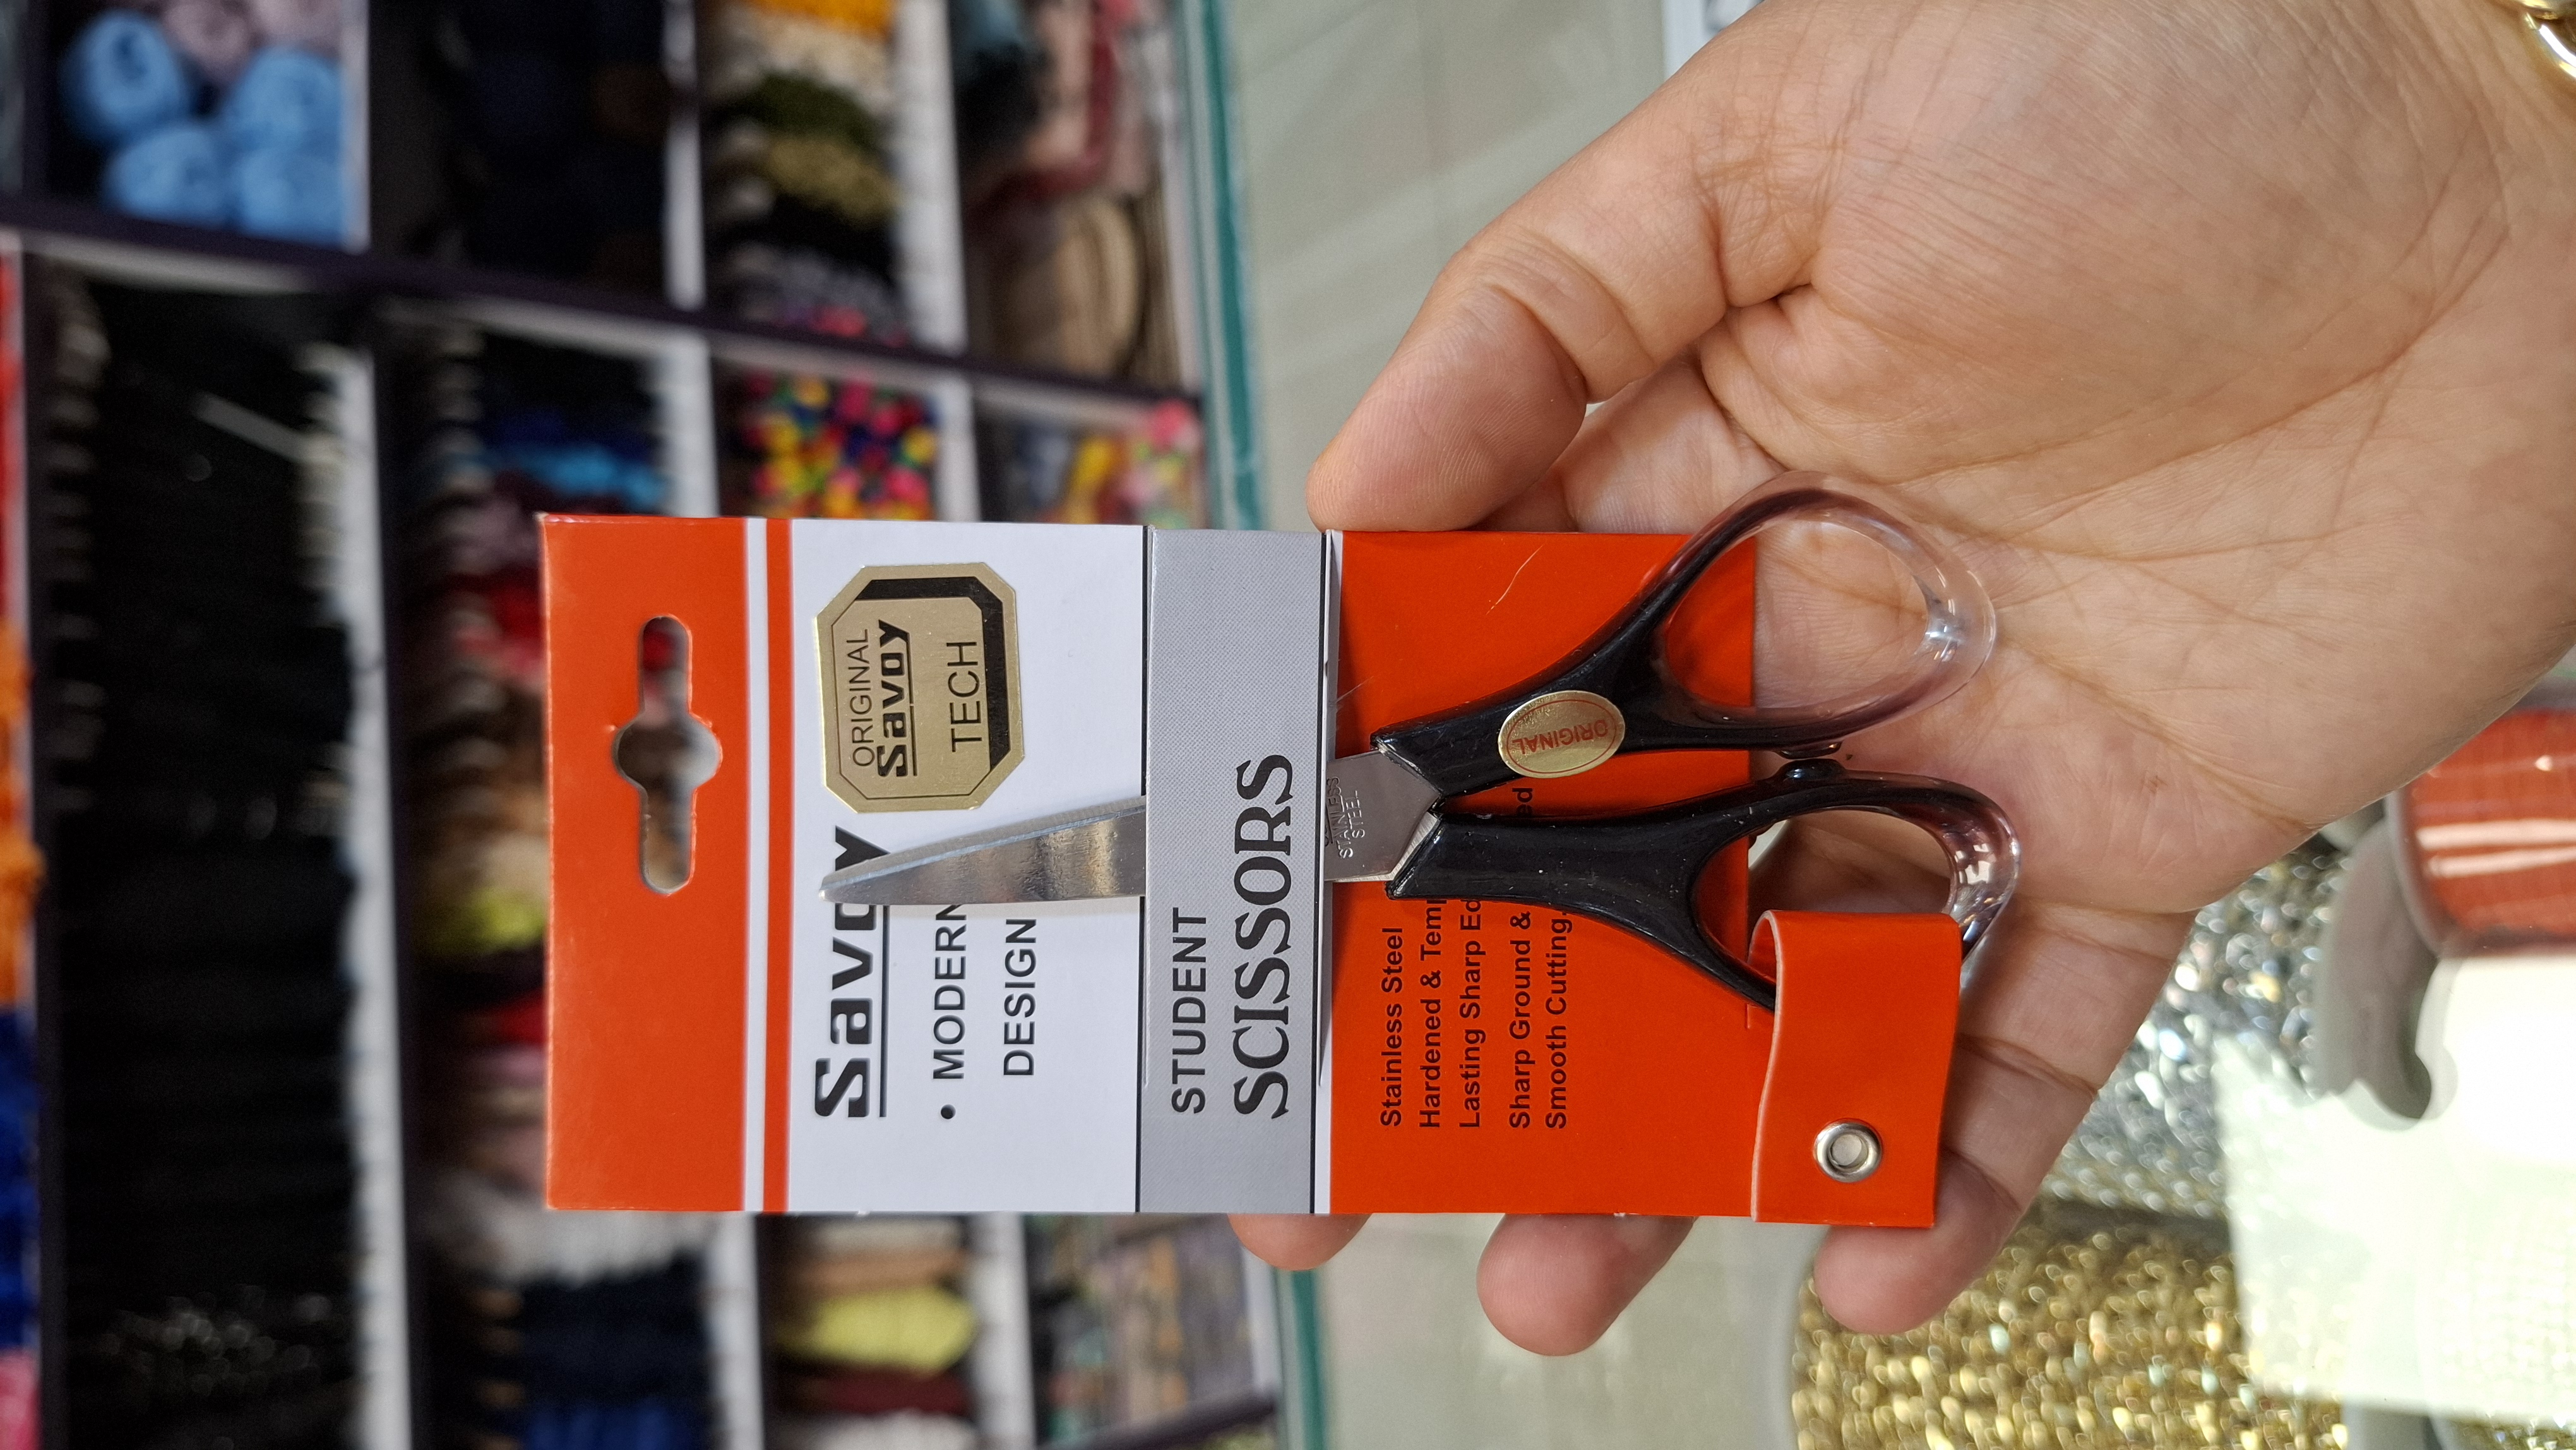 ORIGINAL
Savoy
TECH
Savoy
• MODERN
DESIGN
STUDENT
SCISSORS
STAINLESS
STEEL
ORIGINAL
Stainless Steel
Hardened & Temp
Lasting Sharp Ed
Sharp Ground & ed
Smooth Cutting.